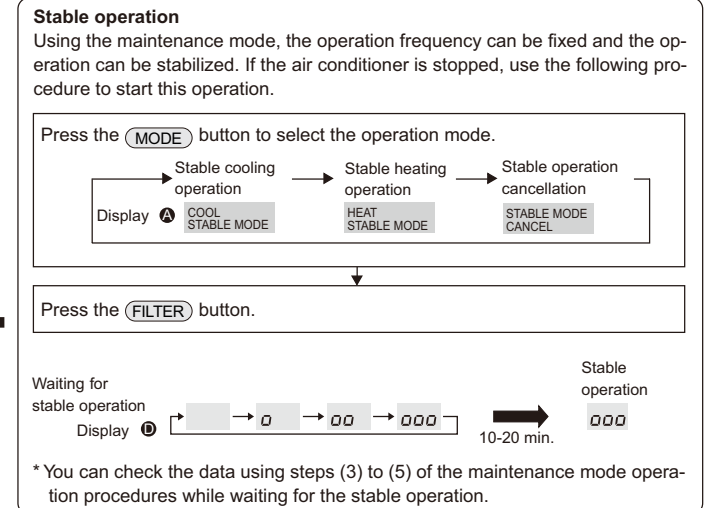 Stable operation
Using the maintenance mode, the operation frequency can be fixed and the op-
eration can be stabilized. If the air conditioner is stopped, use the following pro-
cedure to start this operation.
Press the MODE button to select the operation mode.
Stable cooling
operation
Stable heating
operation
Stable operation
cancellation
Display A
COOL
STABLE MODE
HEAT
STABLE MODE
STABLE MODE
CANCEL
Press the FILTER button.
Waiting for
stable operation
Display D
o
oo
ooo
10-20 min.
Stable
operation
ooo
* You can check the data using steps (3) to (5) of the maintenance mode opera-
tion procedures while waiting for the stable operation.